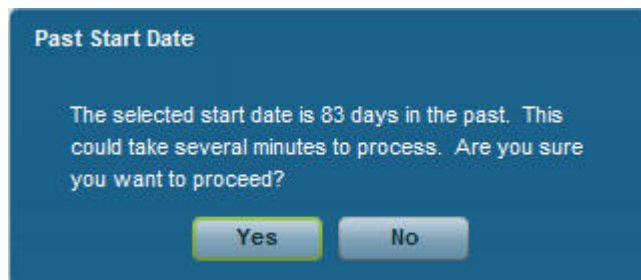 Past Start Date
The selected start date is 83 days in the past.  This
could take several minutes to process.  Are you sure
you want to proceed?
Yes No